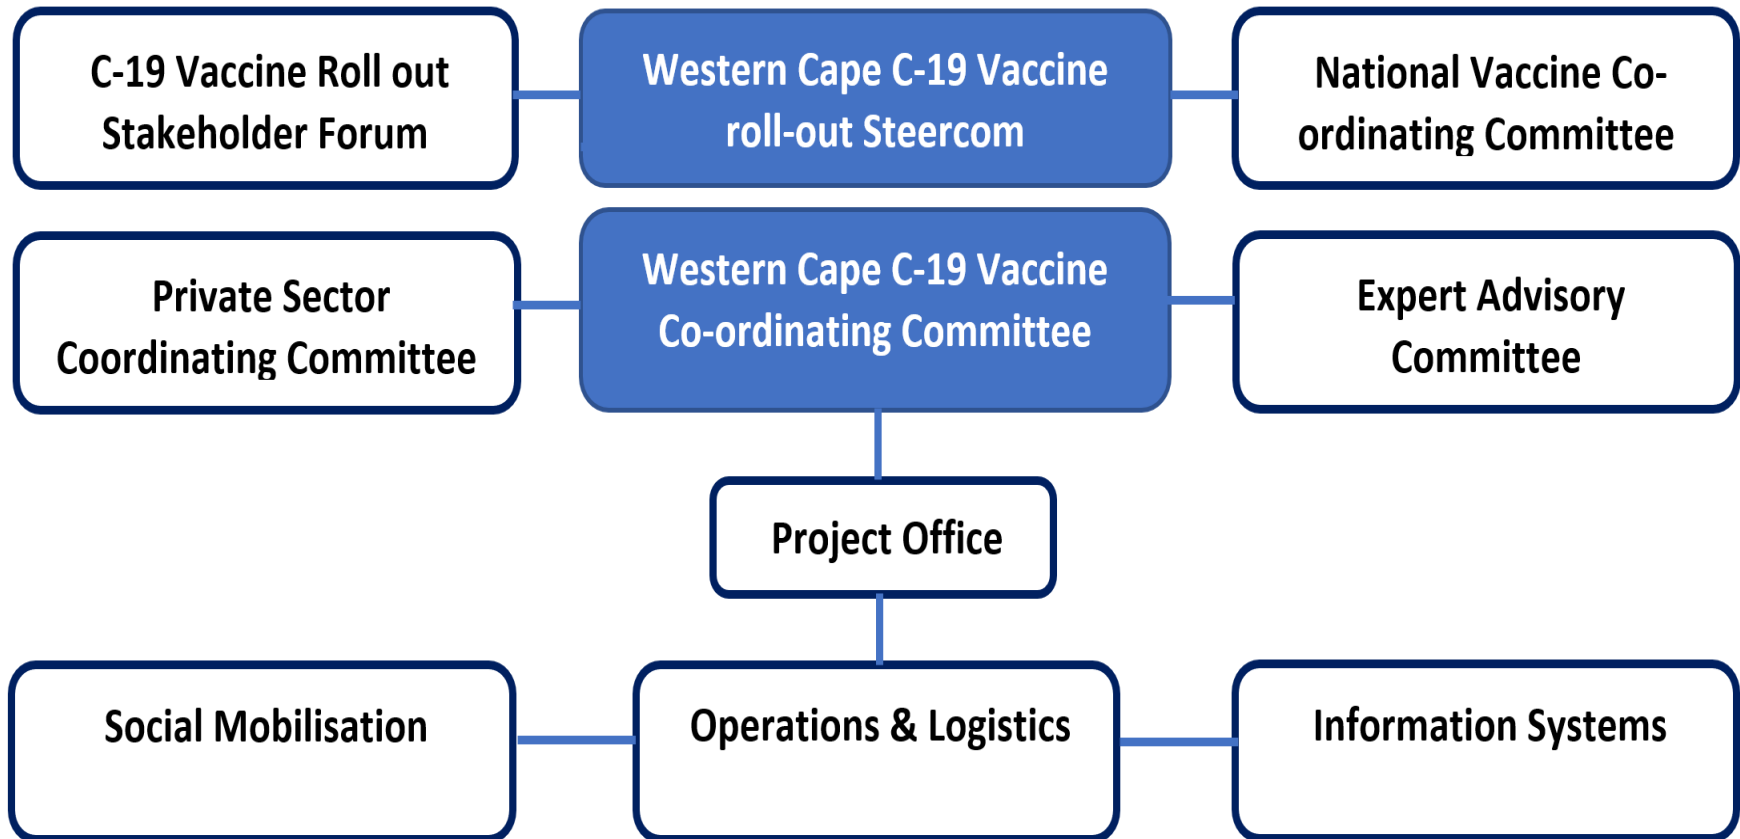 C-19 Vaccine Roll out
Stakeholder Forum
Western Cape C-19 Vaccine
roll-out Steercom
National Vaccine Co-
ordinating Committee
Private Sector
Coordinating Committee
Western Cape C-19 Vaccine
Co-ordinating Committee
Expert Advisory
Committee
Project Office
Social Mobilisation
Operations & Logistics
Information Systems